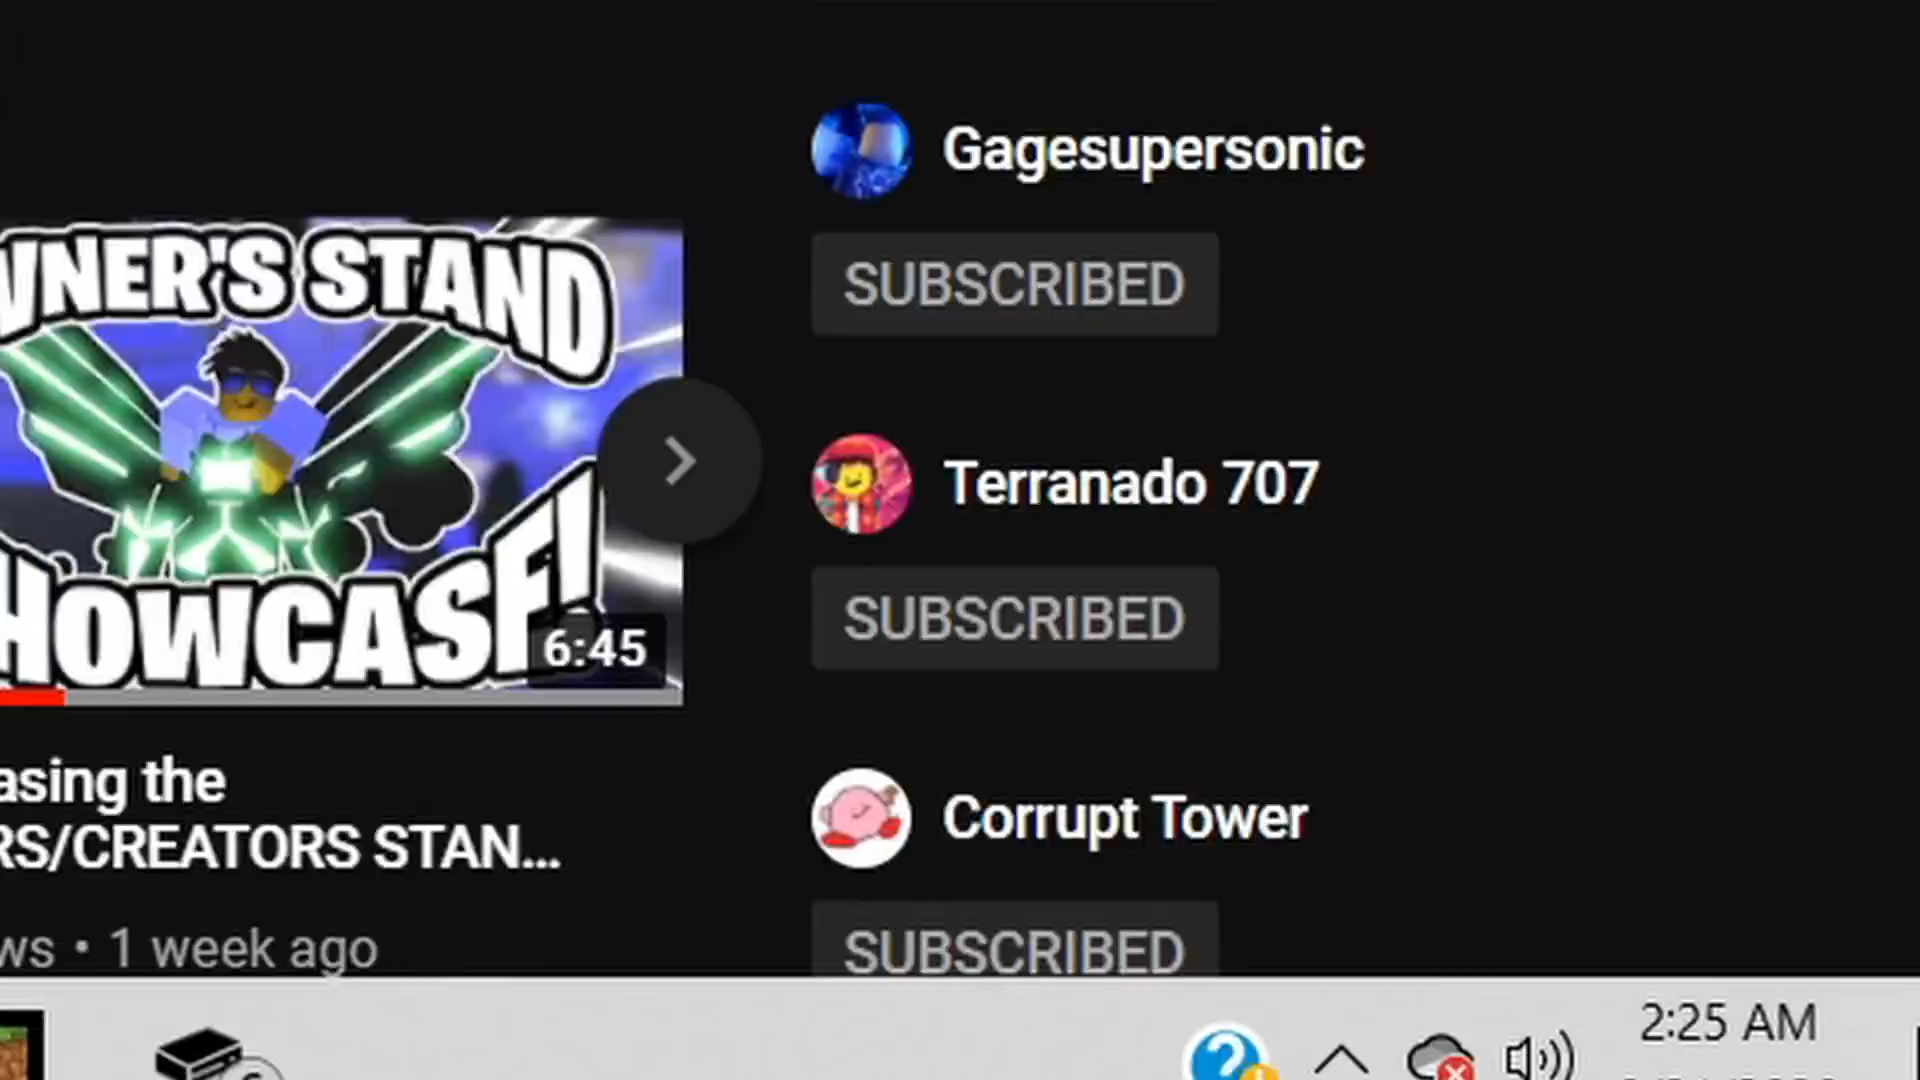 Gagesupersonic
SUBSCRIBED
WNER'S STAND
HOWCASE!
6:45
Terranado 707
SUBSCRIBED
asing the
RS/CREATORS STAN...
ws • 1 week ago
Corrupt Tower
SUBSCRIBED
2:25 AM